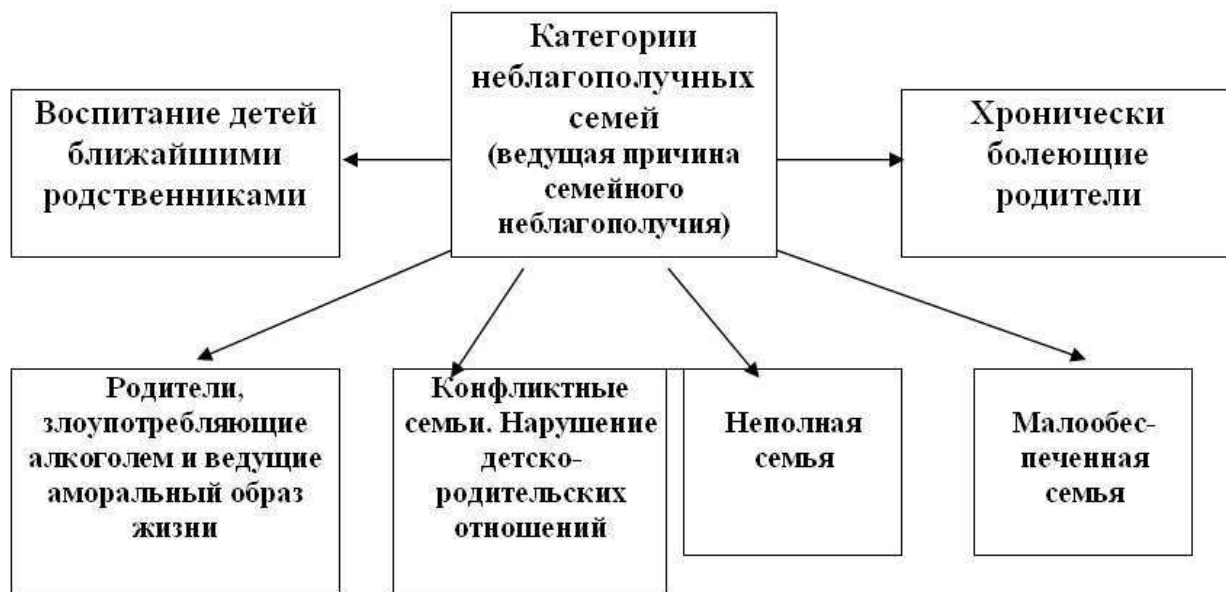 Категории
неблагополучных
семей
(ведущая причина
семейного
неблагополучия)
Воспитание детей
ближайшими
родственниками
Хронически
болеющие
родители
Родители,
злоупотребляющие
алкоголем и ведущие
аморальный образ
жизни
Конфликтные
семьи. Нарушение
детско-
родительских
отношений
Неполная
семья
Малообес-
печенная
семья